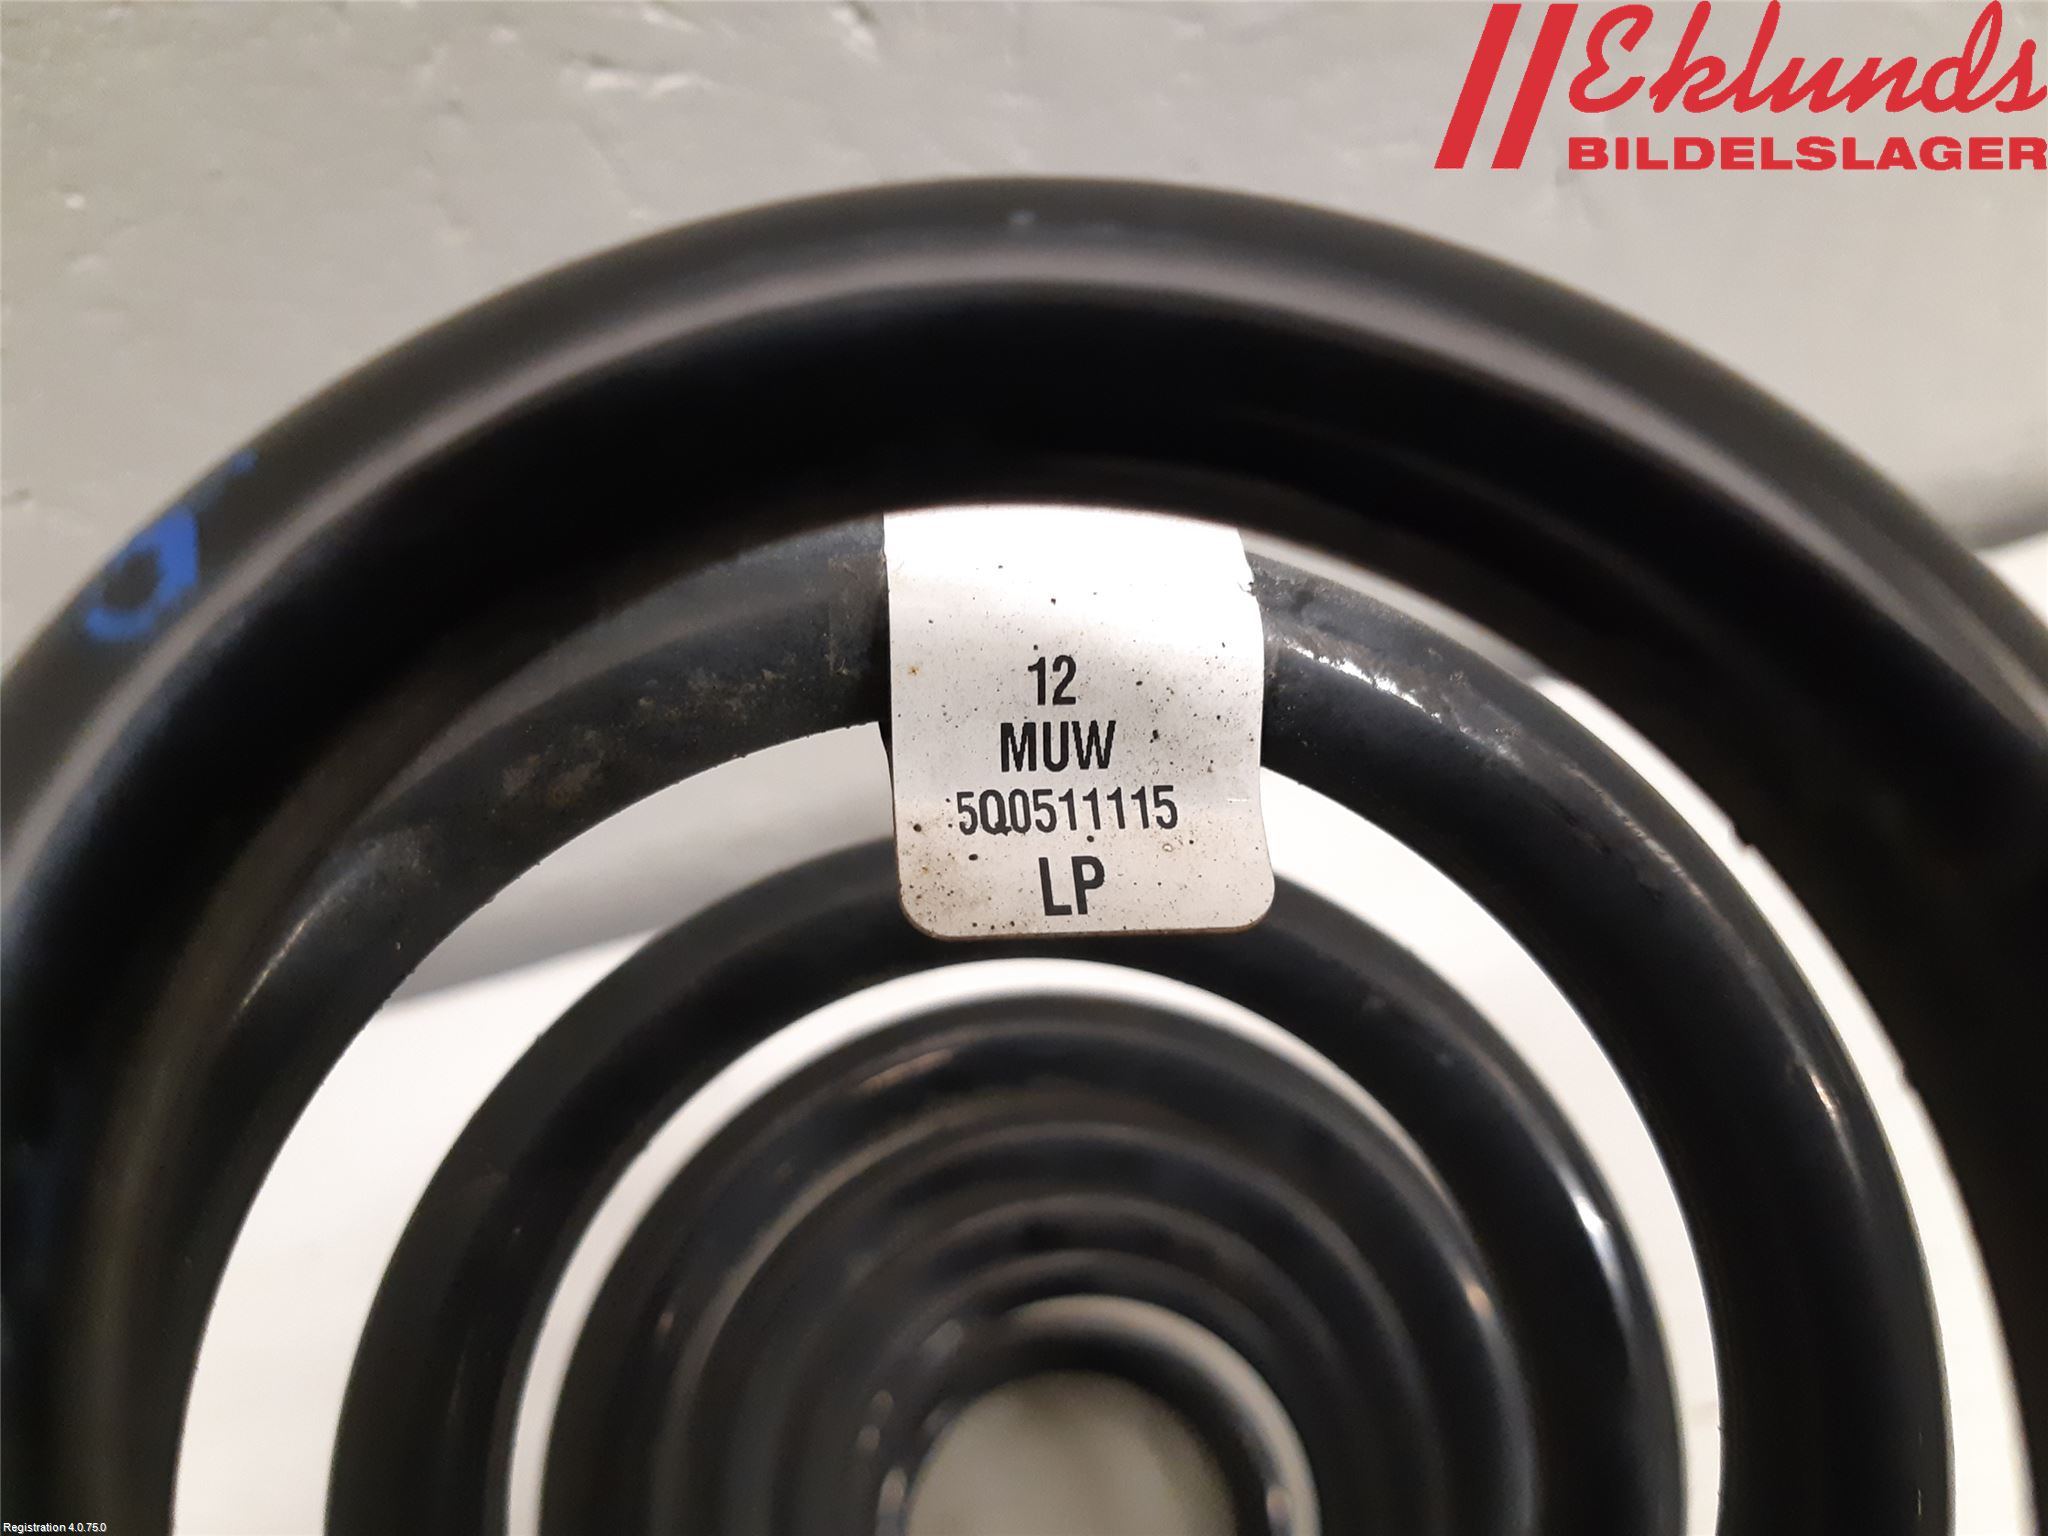 Eklunds
BILDELSLAGER
12
MUW
5Q0511115
LP
Registration 4.0.75.0